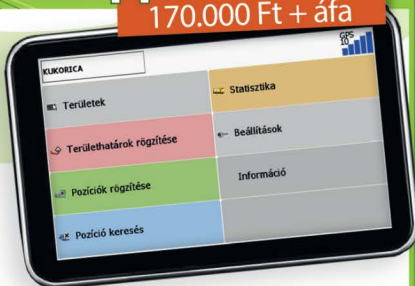 170.000 Ft + áfa
KUKORICA
GPS
10
Területek
Statisztika
Területhatárok rögzítése
Beállítások
Pozíciók rögzítése
Információ
Pozíció keresés